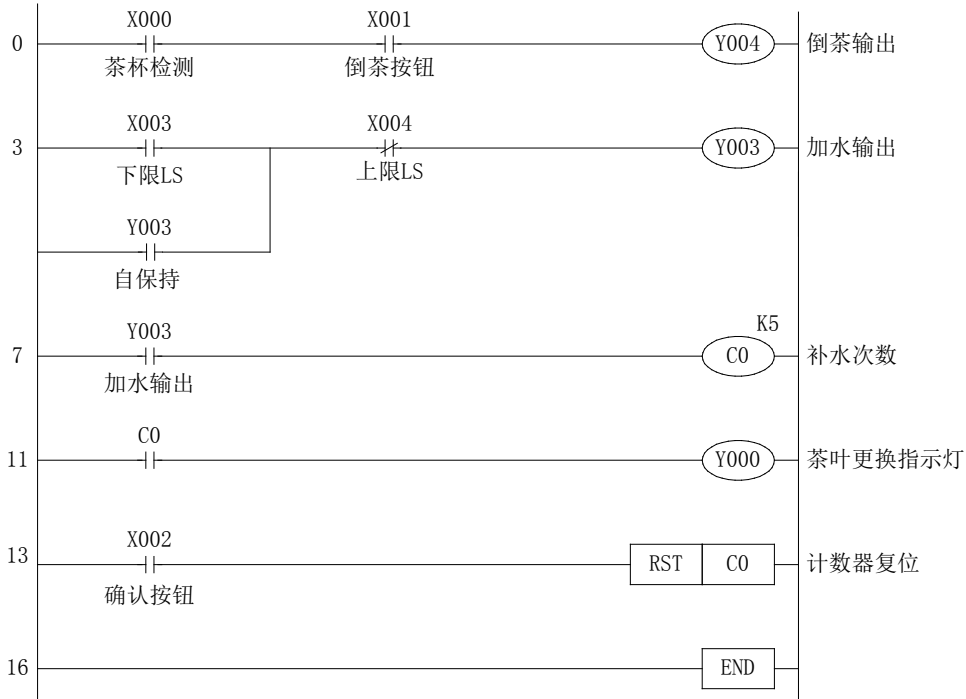 X000 X001
0 Y004 倒茶输出
茶杯检测 倒茶按钮
X003 X004
3 Y003 加水输出
下限LS 上限LS
Y003
自保持
Y003 K5
7 C0 补水次数
加水输出
C0
11 Y000 茶叶更换指示灯
X002
13 RST C0 计数器复位
确认按钮
16 END